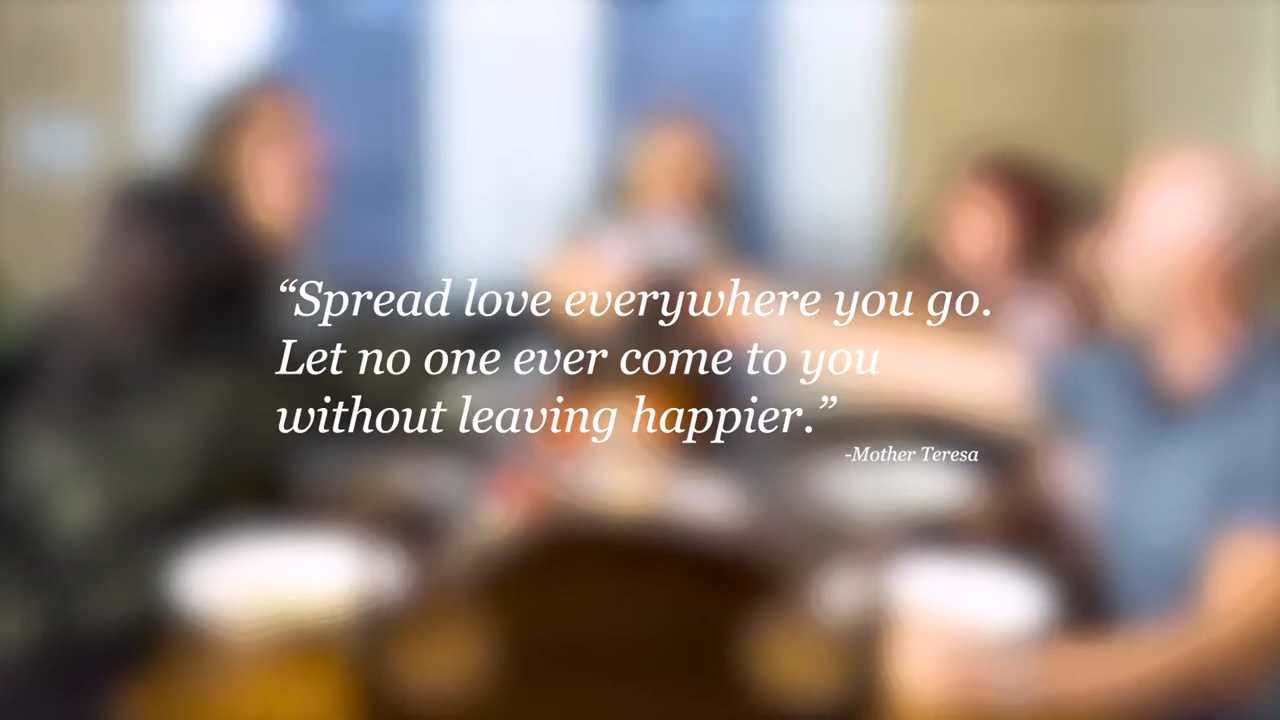 “Spread love everywhere you go.
Let no one ever come to you
without leaving happier.”
-Mother Teresa